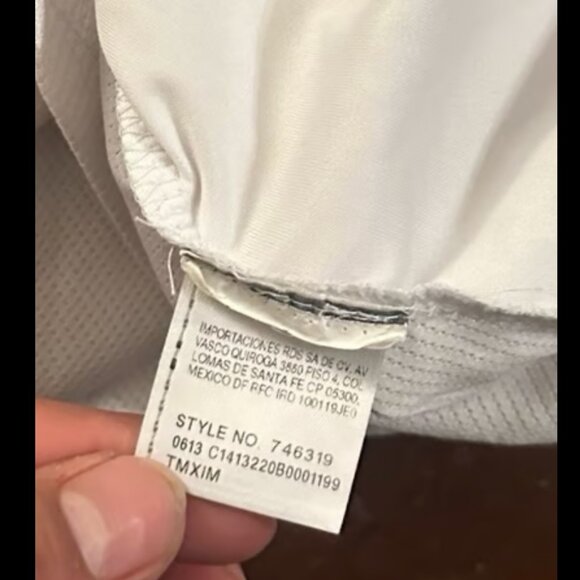 IMPORTACIONES RDS SA DE CV. AV
VASCO QUIROGA 3880 PISO 4, COL.
LOMAS DE SANTA FE, CP 05300,
MEXICO DF RFC IRD 100119JE0
STYLE NO. 746319
0613 C1413220B0001199
TMXIM